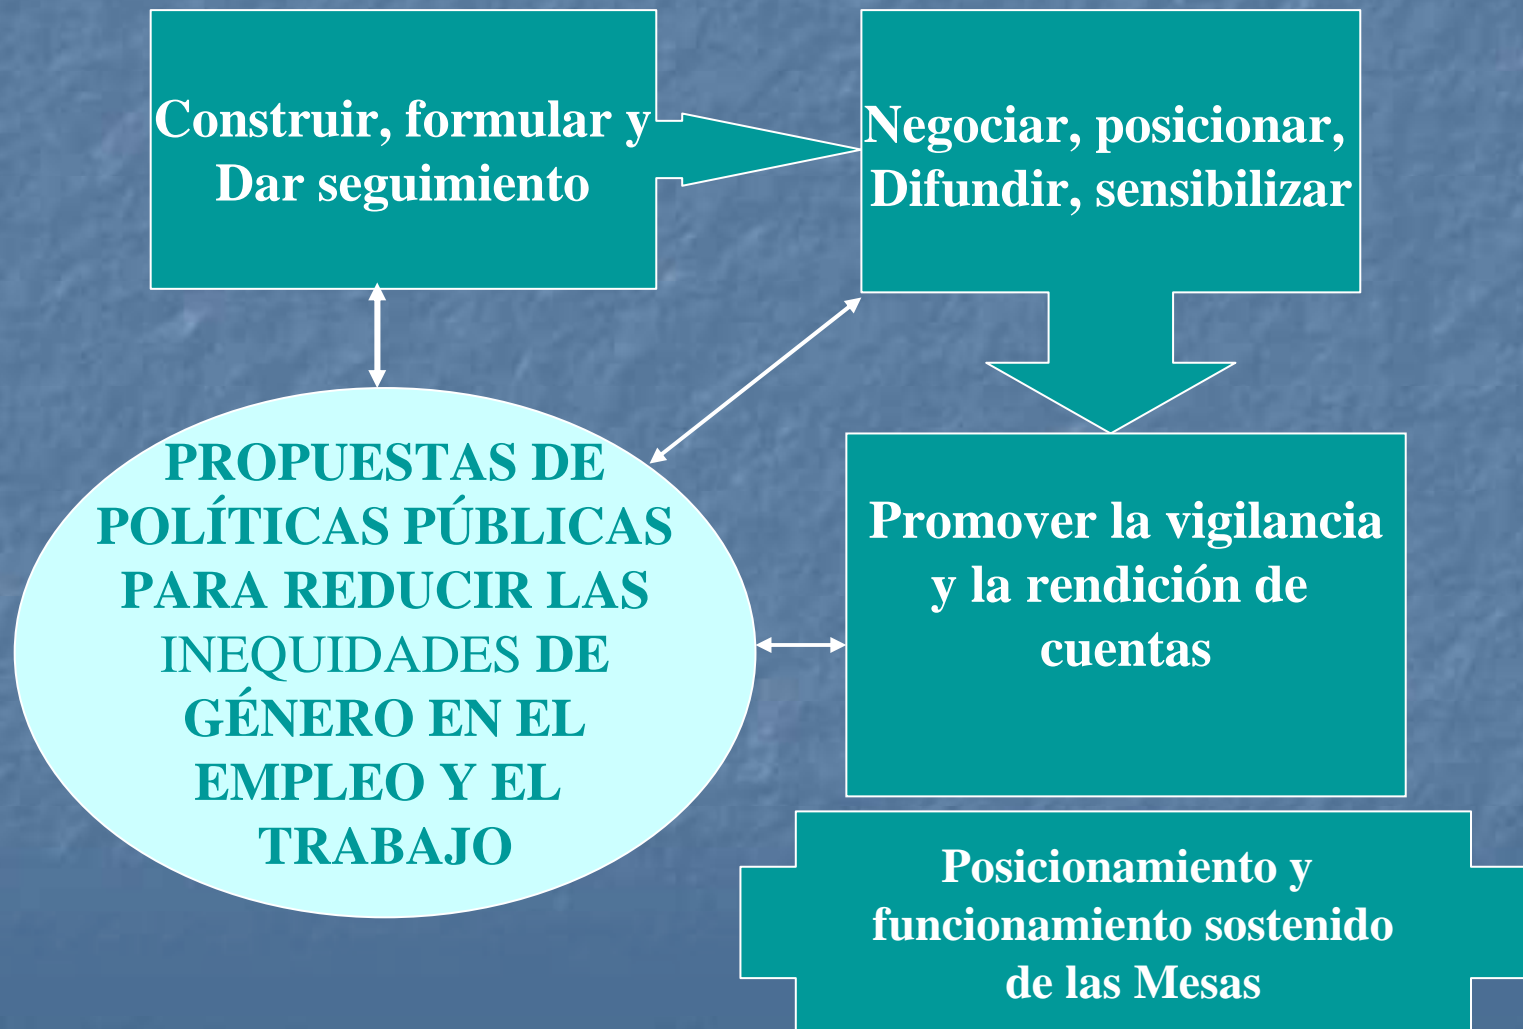 Construir, formular y
Dar seguimiento
Negociar, posicionar,
Difundir, sensibilizar
PROPUESTAS DE
POLÍTICAS PÚBLICAS
PARA REDUCIR LAS
INEQUIDADES DE
GÉNERO EN EL
EMPLEO Y EL
TRABAJO
Promover la vigilancia
y la rendición de
cuentas
Posicionamiento y
funcionamiento sostenido
de las Mesas